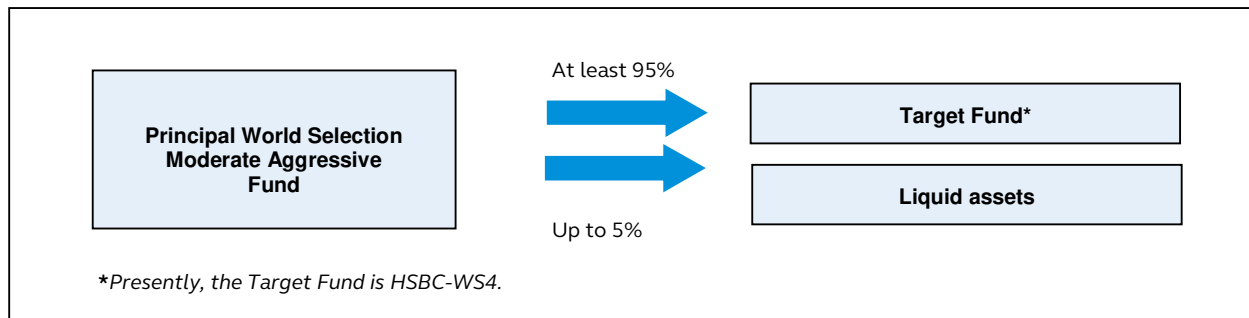 At least 95%
Principal World Selection
Moderate Aggressive
Fund
Target Fund*
Liquid assets
Up to 5%
*Presently, the Target Fund is HSBC-WS4.